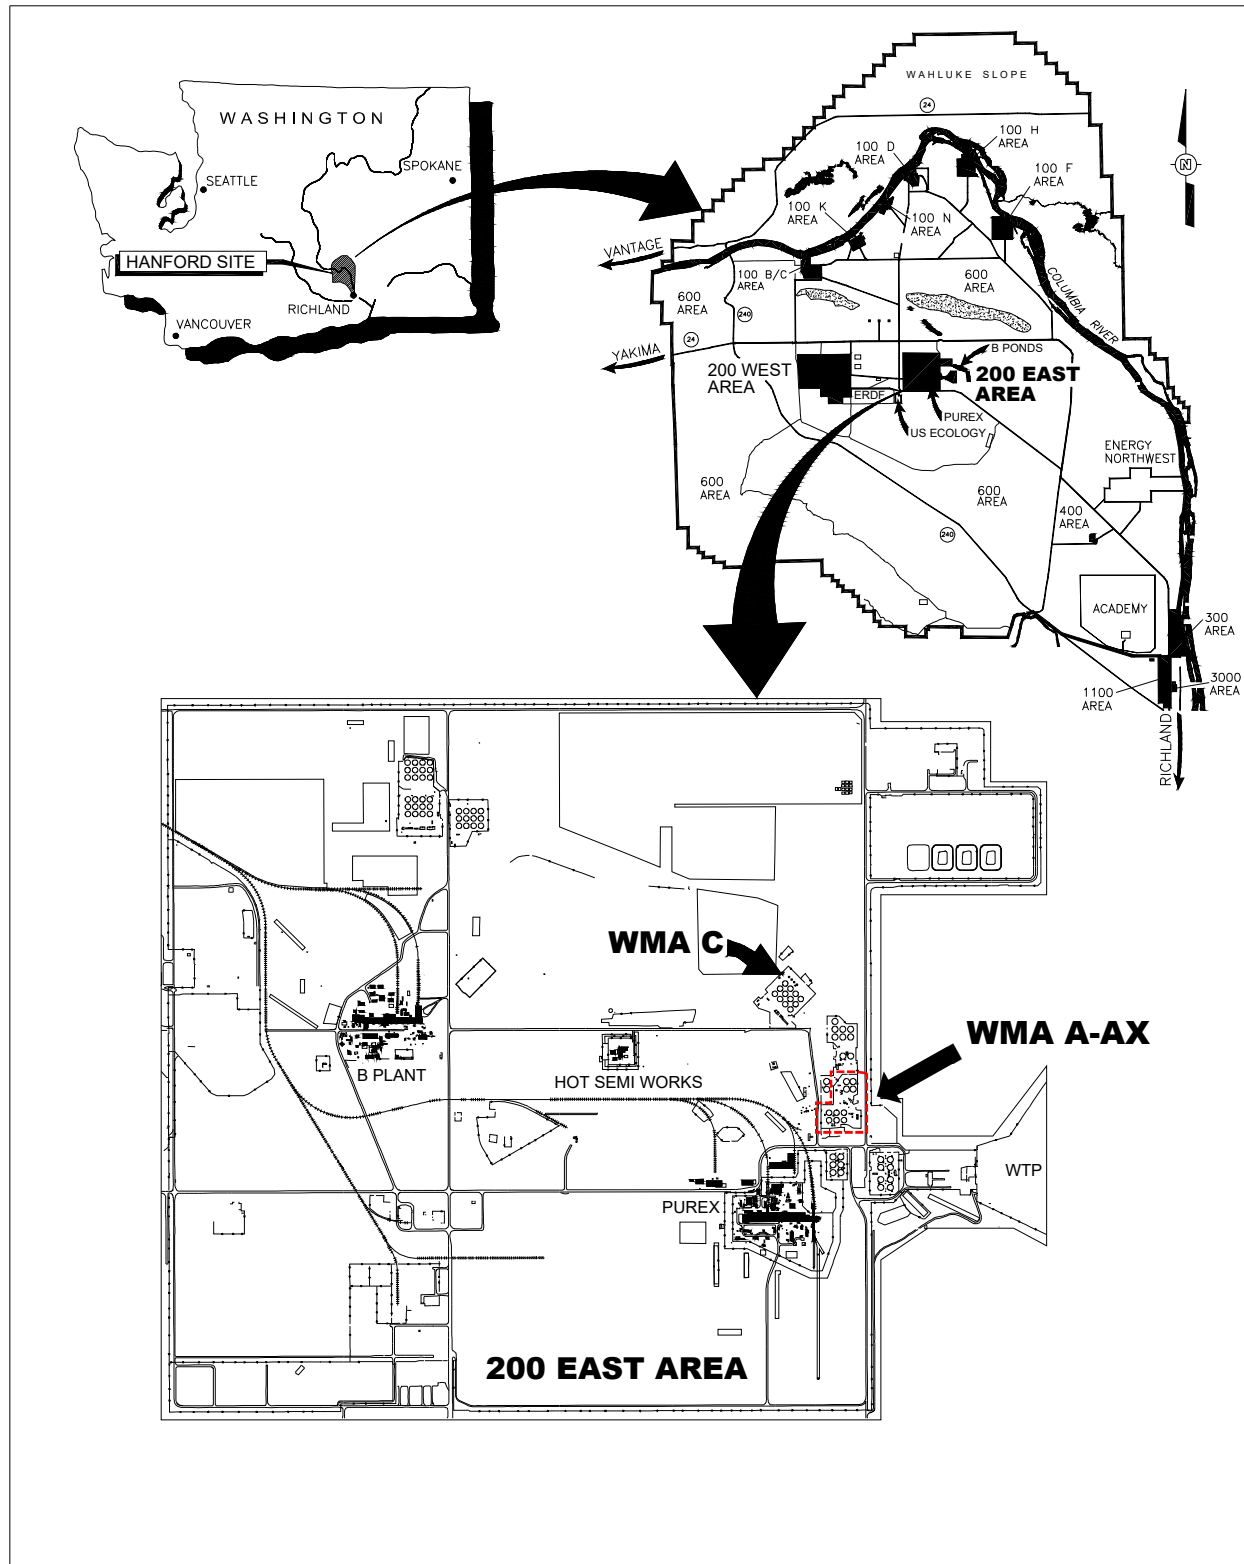 WASHINGTON
SEATTLE
SPOKANE
HANFORD SITE
RICHLAND
VANCOUVER
WAHLUKE SLOPE
24
N
100 H
AREA
100 D
AREA
100 F
AREA
100 K
AREA
100 N
AREA
VANTAGE
100 B/C
AREA
600
AREA
600
AREA
COLUMBIA RIVER
240
24
YAKIMA
B PONDS
200 WEST
AREA
200 EAST
AREA
ERDF
PUREX
US ECOLOGY
ENERGY
NORTHWEST
600
AREA
600
AREA
400
AREA
240
ACADEMY
300
AREA
3000
AREA
1100
AREA
RICHLAND
WMA C
WMA A-AX
B PLANT
HOT SEMI WORKS
WTP
PUREX
200 EAST AREA